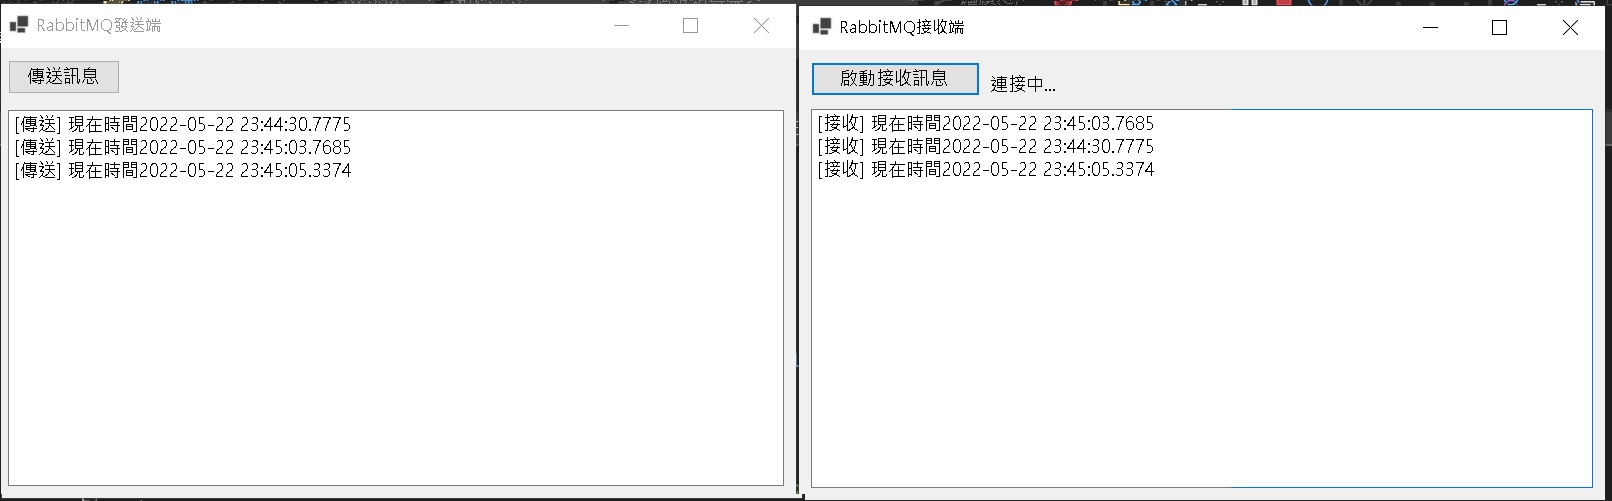 RabbitMQ發送端
傳送訊息
[傳送] 現在時間2022-05-22 23:44:30.7775
[傳送] 現在時間2022-05-22 23:45:03.7685
[傳送] 現在時間2022-05-22 23:45:05.3374
RabbitMQ接收端
啟動接收訊息
連接中...
[接收] 現在時間2022-05-22 23:45:03.7685
[接收] 現在時間2022-05-22 23:44:30.7775
[接收] 現在時間2022-05-22 23:45:05.3374